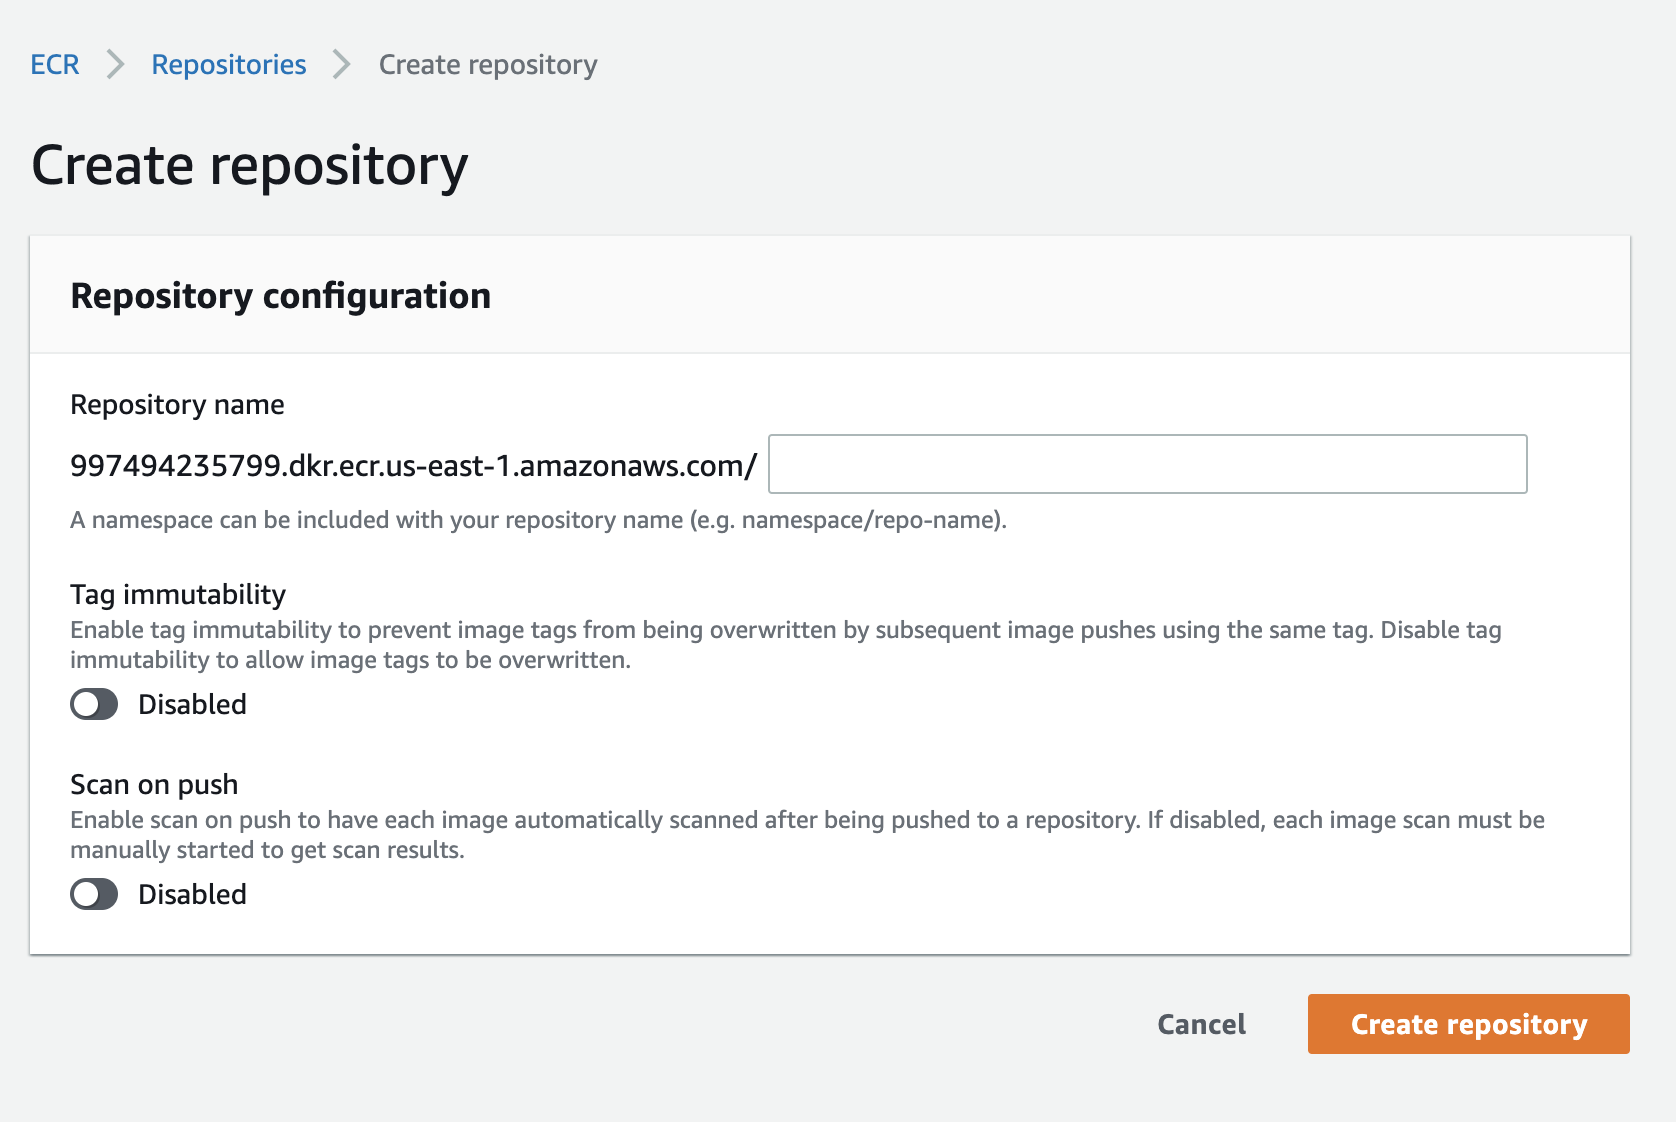 ECR > Repositories > Create repository
Create repository
Repository configuration
Repository name
997494235799.dkr.ecr.us-east-1.amazonaws.com/
A namespace can be included with your repository name (e.g. namespace/repo-name).
Tag immutability
Enable tag immutability to prevent image tags from being overwritten by subsequent image pushes using the same tag. Disable tag
immutability to allow image tags to be overwritten.
Disabled
Scan on push
Enable scan on push to have each image automatically scanned after being pushed to a repository. If disabled, each image scan must be
manually started to get scan results.
Disabled
Cancel Create repository